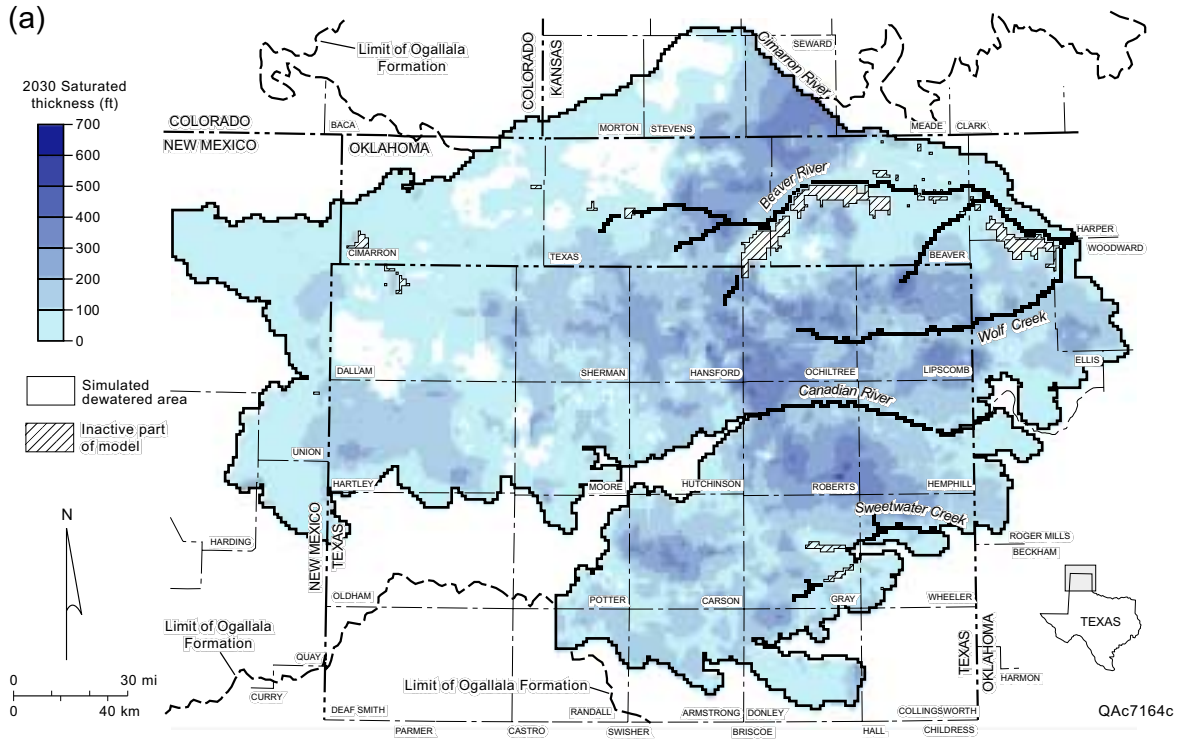 (a)
Limit of Ogallala
Formation
2030 Saturated
thickness (ft)
700
600
500
400
300
200
100
0
Simulated
dewatered area
Inactive part
of model
COLORADO
NEW MEXICO
BACA
OKLAHOMA
COLORADO
KANSAS
MORTON
STEVENS
SEWARD
Cimarron River
MEADE
CLARK
Beaver River
CIMARRON
TEXAS
BEAVER
HARPER
WOODWARD
Wolf Creek
ELLIS
DALLAM
SHERMAN
HANSFORD
OCHILTREE
LIPSCOMB
Canadian River
UNION
HARTLEY
MOORE
HUTCHINSON
ROBERTS
HEMPHILL
Sweetwater Creek
HARDING
NEW MEXICO
TEXAS
ROGER MILLS
BECKHAM
OLDHAM
POTTER
CARSON
GRAY
WHEELER
N
Limit of Ogallala
Formation
QUAY
CURRY
Limit of Ogallala Formation
TEXAS
OKLAHOMA
HARMON
TEXAS
0 30 mi
0 40 km
DEAF SMITH
RANDALL
ARMSTRONG
DONLEY
COLLINGSWORTH
QAc7164c
PARMER
CASTRO
SWISHER
BRISCOE
HALL
CHILDRESS